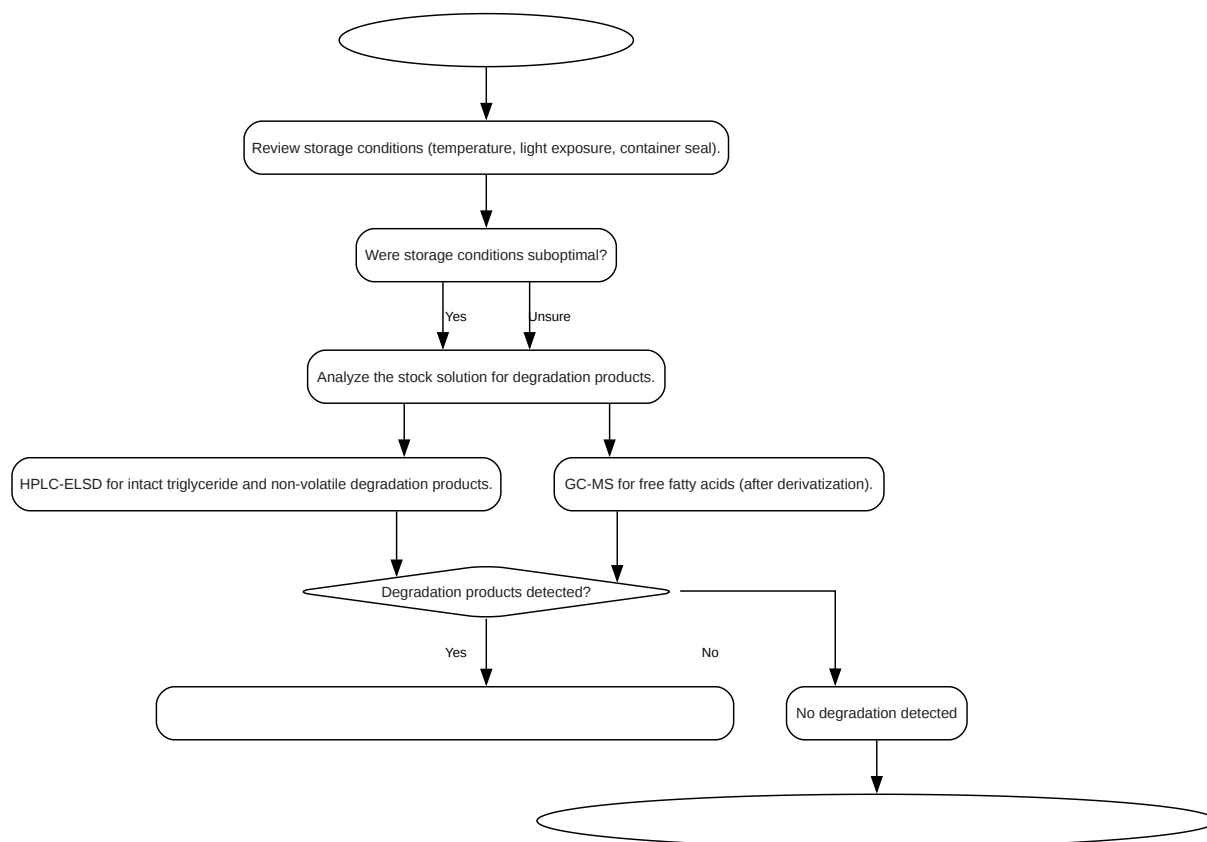 Review storage conditions (temperature, light exposure, container seal).
Were storage conditions suboptimal?
Yes
Unsure
Analyze the stock solution for degradation products.
HPLC-ELSD for intact triglyceride and non-volatile degradation products.
GC-MS for free fatty acids (after derivatization).
Degradation products detected?
Yes
No
No degradation detected